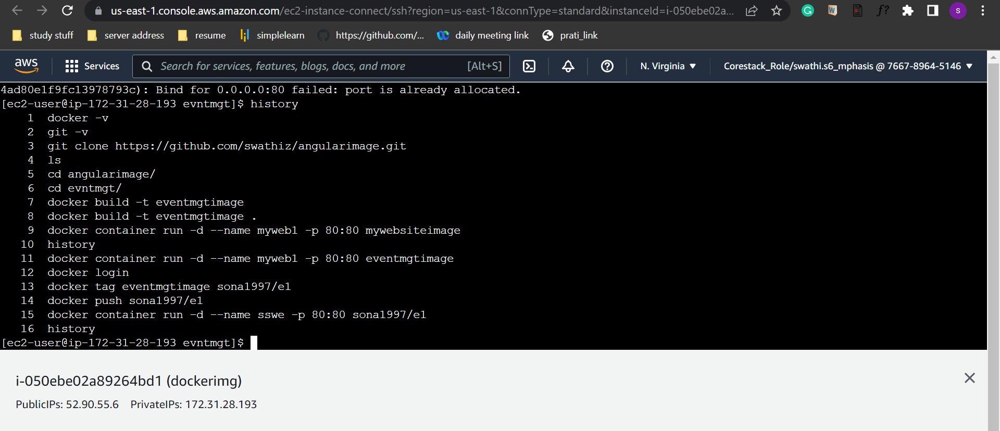 us-east-1.console.aws.amazon.com/ec2-instance-connect/ssh?region=us-east-1&connType=standard&instanceId=i-050ebe02a...
G
W
f?
s
study stuff
server address
resume
simplelearn
https://github.com/...
daily meeting link
prati_link
aws
Services
Search for services, features, blogs, docs, and more
[Alt+S]
N. Virginia ▼
Corestack_Role/swathi.s6_mphasis @ 7667-8964-5146 ▼
4ad80e1f9fc13978793c): Bind for 0.0.0.0:80 failed: port is already allocated.
[ec2-user@ip-172-31-28-193 evntmgt]$ history
1 docker -v
2 git -v
3 git clone https://github.com/swathiz/angularimage.git
4 ls
5 cd angularimage/
6 cd evntmgt/
7 docker build -t eventmgtimage
8 docker build -t eventmgtimage .
9 docker container run -d --name myweb1 -p 80:80 mywebsiteimage
10 history
11 docker container run -d --name myweb1 -p 80:80 eventmgtimage
12 docker login
13 docker tag eventmgtimage sona1997/e1
14 docker push sona1997/e1
15 docker container run -d --name sswe -p 80:80 sona1997/e1
16 history
[ec2-user@ip-172-31-28-193 evntmgt]$
i-050ebe02a89264bd1 (dockerimg)
PublicIPs: 52.90.55.6 PrivateIPs: 172.31.28.193